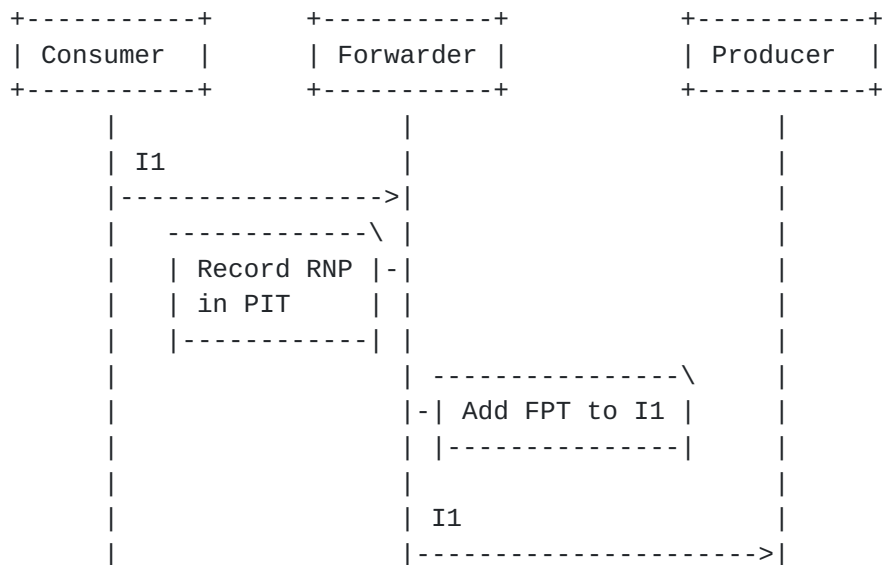 Consumer Forwarder Producer
I1
Record RNP
in PIT
Add FPT to I1
I1